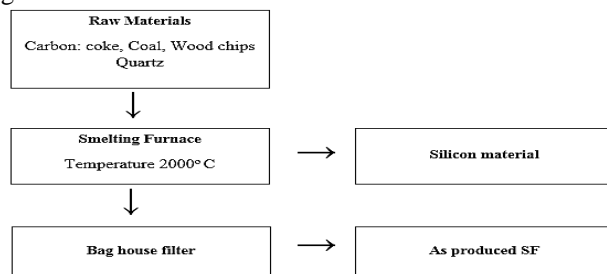 Raw Materials
Carbon: coke, Coal, Wood chips
Quartz
Smelting Furnace
Temperature 2000° C
Silicon material
Bag house filter
As produced SF